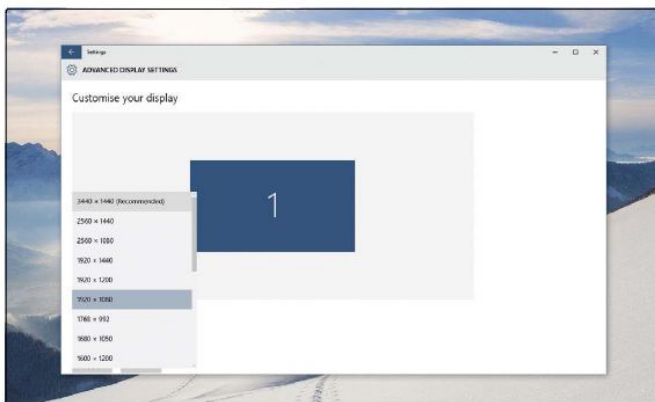 Settings
ADVANCED DISPLAY SETTINGS
Customise your display
1
3440 × 1440 (Recommended)
2560 × 1440
2560 × 1080
1920 × 1440
1920 × 1200
1920 × 1080
1768 × 992
1680 × 1050
1600 × 1200